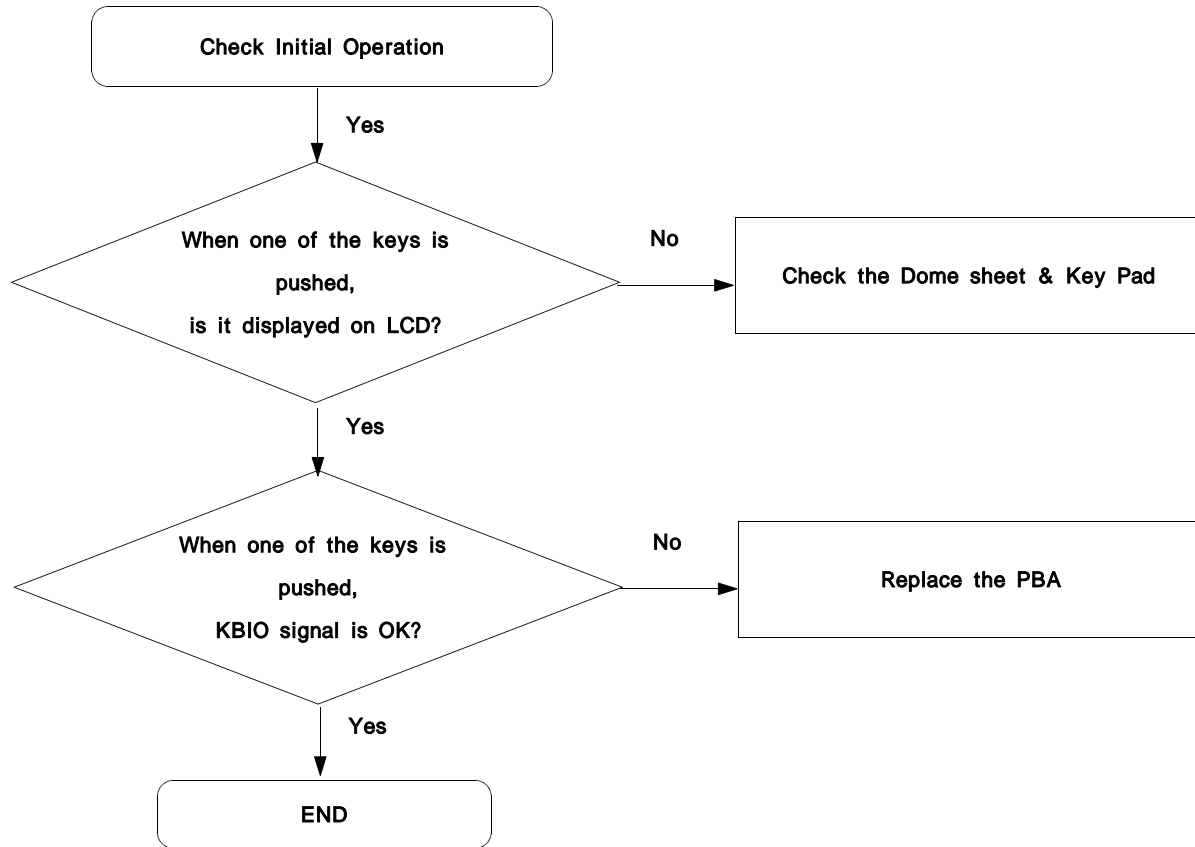 Check Initial Operation
Yes
When one of the keys is
pushed,
is it displayed on LCD?
No
Check the Dome sheet & Key Pad
Yes
When one of the keys is
pushed,
KBIO signal is OK?
No
Replace the PBA
Yes
END